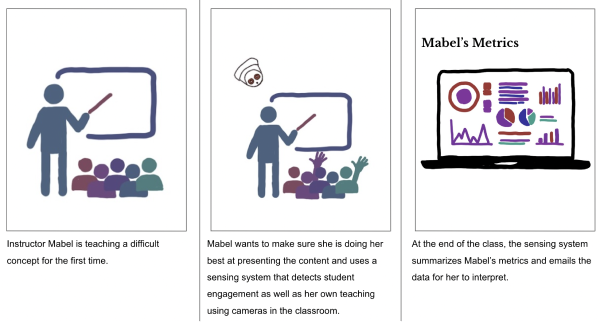 Mabel's Metrics
Instructor Mabel is teaching a difficult
concept for the first time.
Mabel wants to make sure she is doing her
best at presenting the content and uses a
sensing system that detects student
engagement as well as her own teaching
using cameras in the classroom.
At the end of the class, the sensing system
summarizes Mabel's metrics and emails the
data for her to interpret.